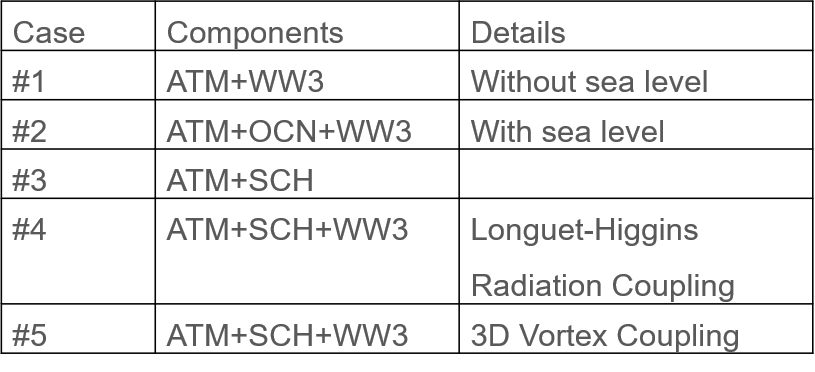 Case Components Details
#1 ATM+WW3 Without sea level
#2 ATM+OCN+WW3 With sea level
#3 ATM+SCH
#4 ATM+SCH+WW3 Longuet-Higgins
Radiation Coupling
#5 ATM+SCH+WW3 3D Vortex Coupling